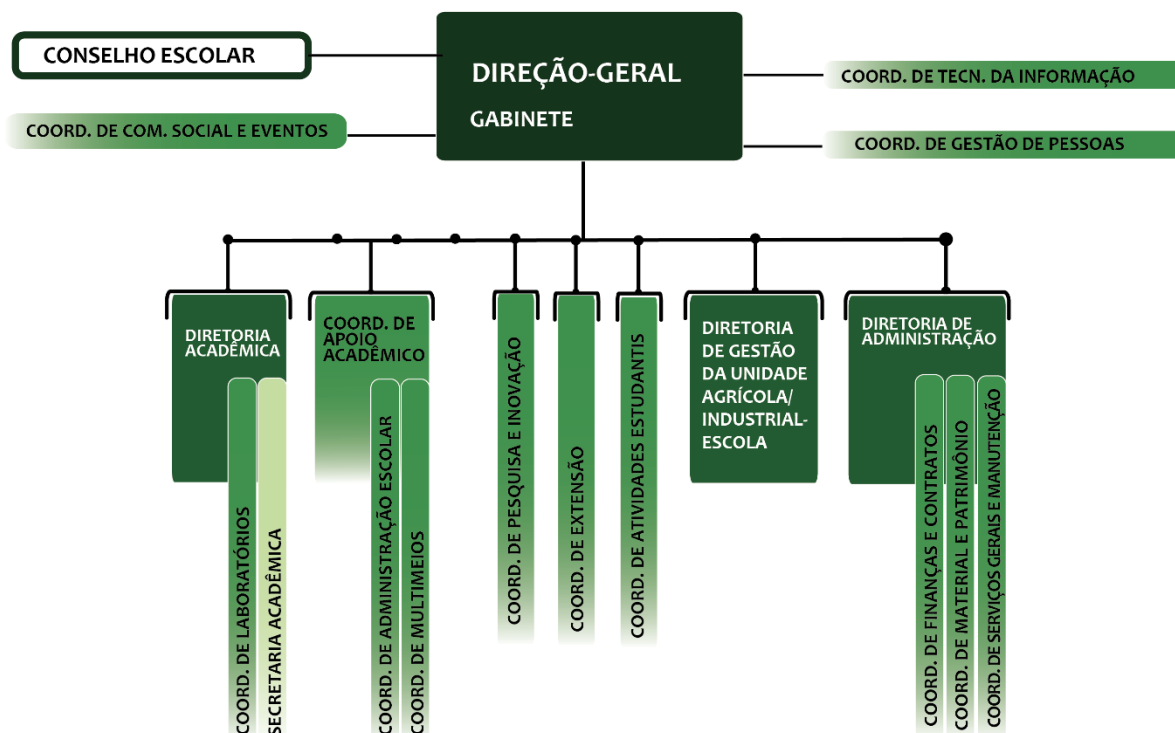 CONSELHO ESCOLAR
DIREÇÃO-GERAL
GABINETE
COORD. DE TECN. DA INFORMAÇÃO
COORD. DE COM. SOCIAL E EVENTOS
COORD. DE GESTÃO DE PESSOAS
DIRETORIA
ACADÊMICA
COORD. DE LABORATÓRIOS
SECRETARIA ACADÊMICA
COORD. DE
APOIO
ACADÊMICO
COORD. DE ADMINISTRAÇÃO ESCOLAR
COORD. DE MULTIMEIOS
COORD. DE PESQUISA E INOVAÇÃO
COORD. DE EXTENSÃO
COORD. DE ATIVIDADES ESTUDANTIS
DIRETORIA
DE GESTÃO
DA UNIDADE
AGRÍCOLA/
INDUSTRIAL-
ESCOLA
DIRETORIA DE
ADMINISTRAÇÃO
COORD. DE FINANÇAS E CONTRATOS
COORD. DE MATERIAL E PATRIMÔNIO
COORD. DE SERVIÇOS GERAIS E MANUTENÇÃO